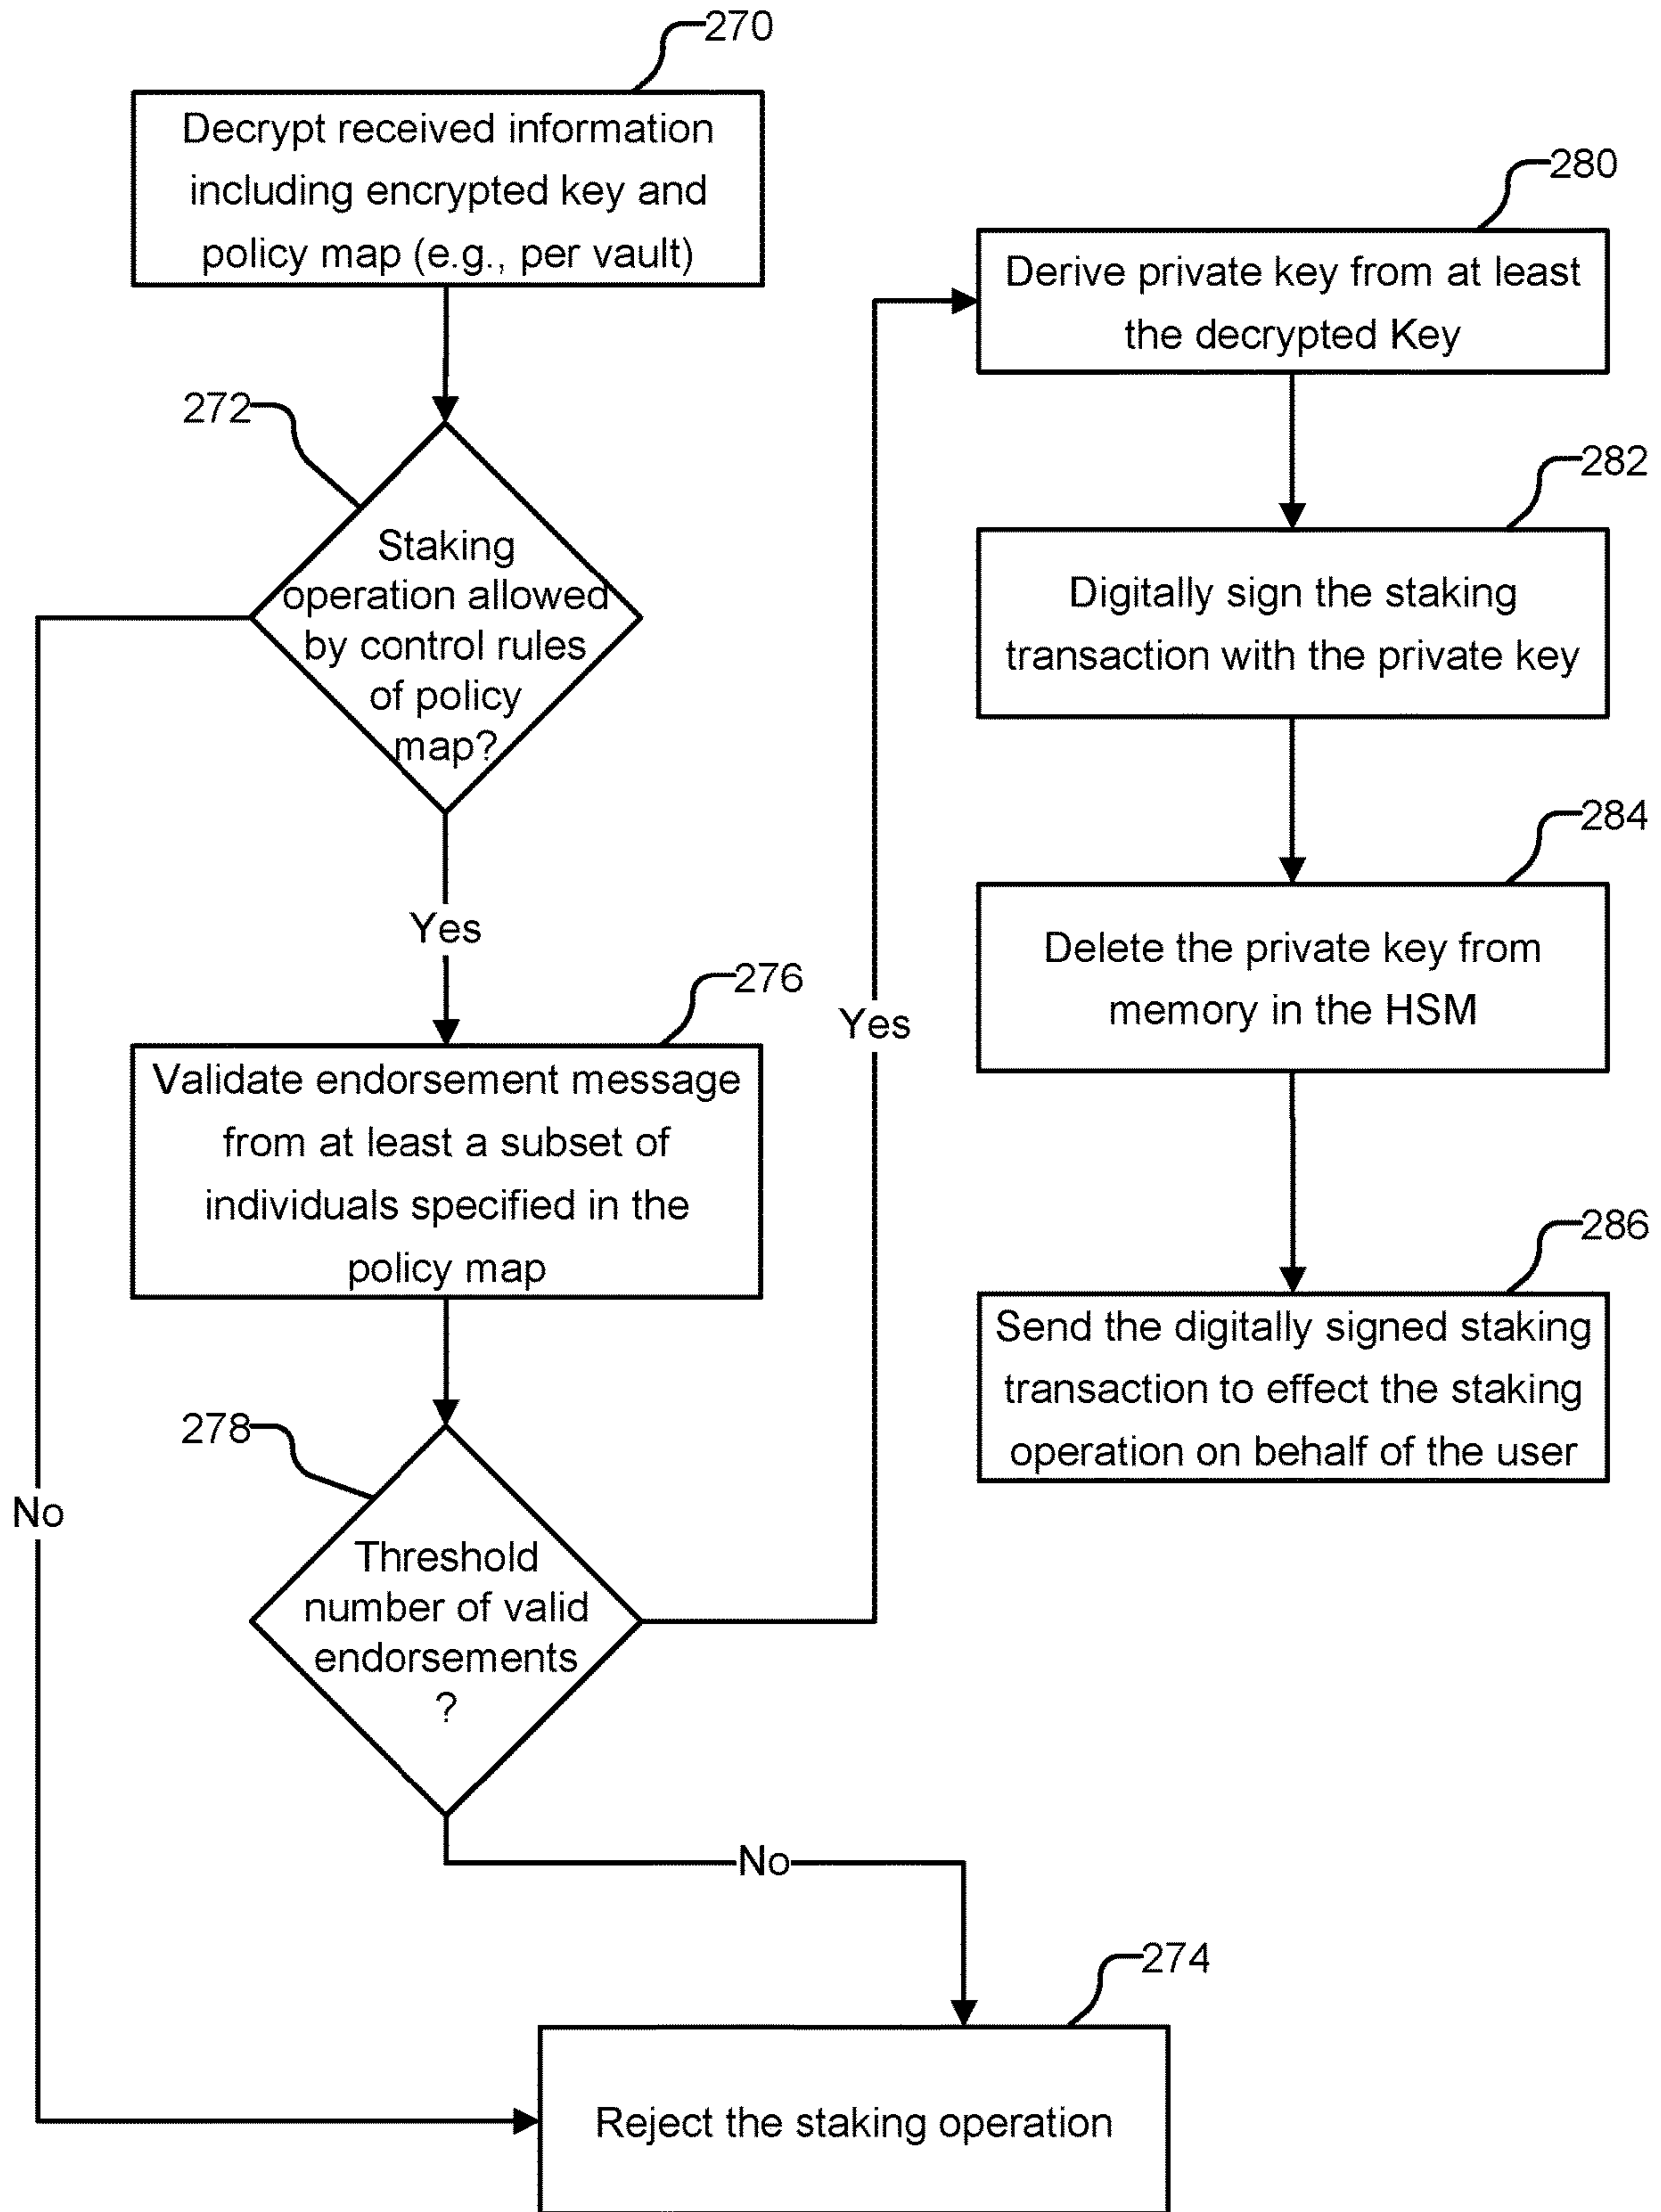 270
Decrypt received information
including encrypted key and
policy map (e.g., per vault)
272
Staking
operation allowed
by control rules
of policy
map?
Yes
276
Validate endorsement message
from at least a subset of
individuals specified in the
policy map
278
Threshold
number of valid
endorsements
?
No
No
274
Reject the staking operation
Yes
280
Derive private key from at least
the decrypted Key
282
Digitally sign the staking
transaction with the private key
284
Delete the private key from
memory in the HSM
286
Send the digitally signed staking
transaction to effect the staking
operation on behalf of the user